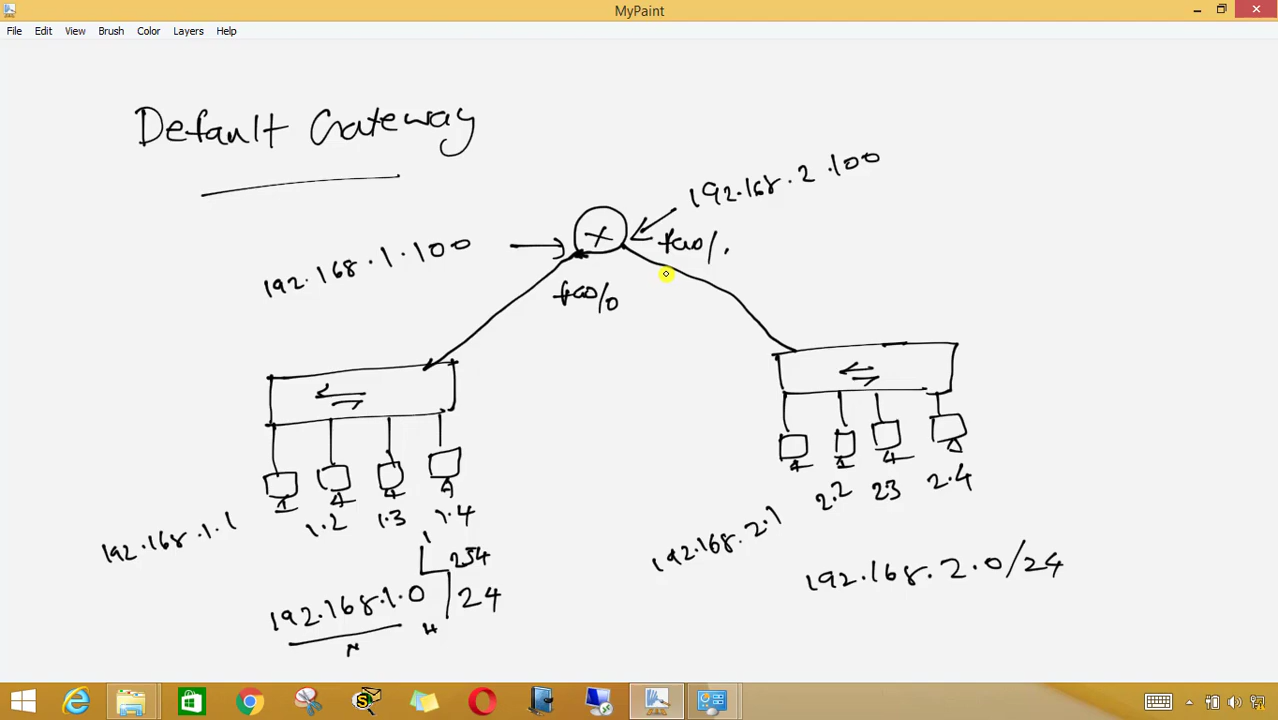 MyPaint
File Edit View Brush Color Layers Help
Default Gateway
192.168.2.100
192.168.1.100
fa0/1
fa0/0
192.168.1.1 1.2 1.3 1.4
192.168.2.1 2.2 23 2.4
1 254
192.168.1.0/24
N H
192.168.2.0/24